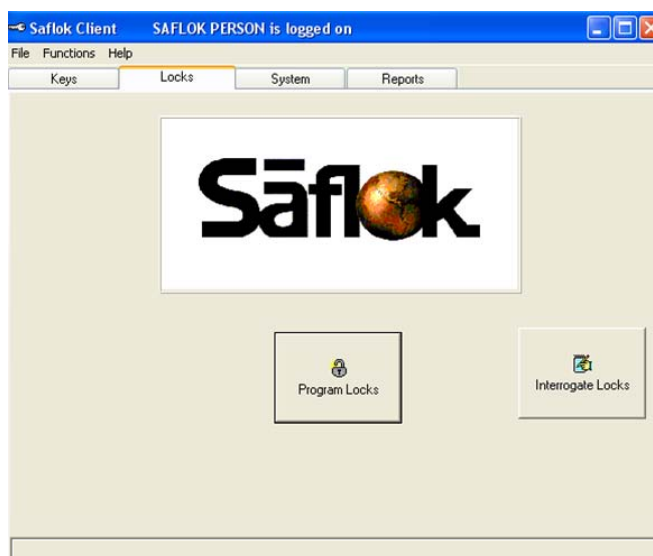 Saflok Client SAFLOK PERSON is logged on
File Functions Help
Keys Locks System Reports
Sāflok
Program Locks
Interrogate Locks